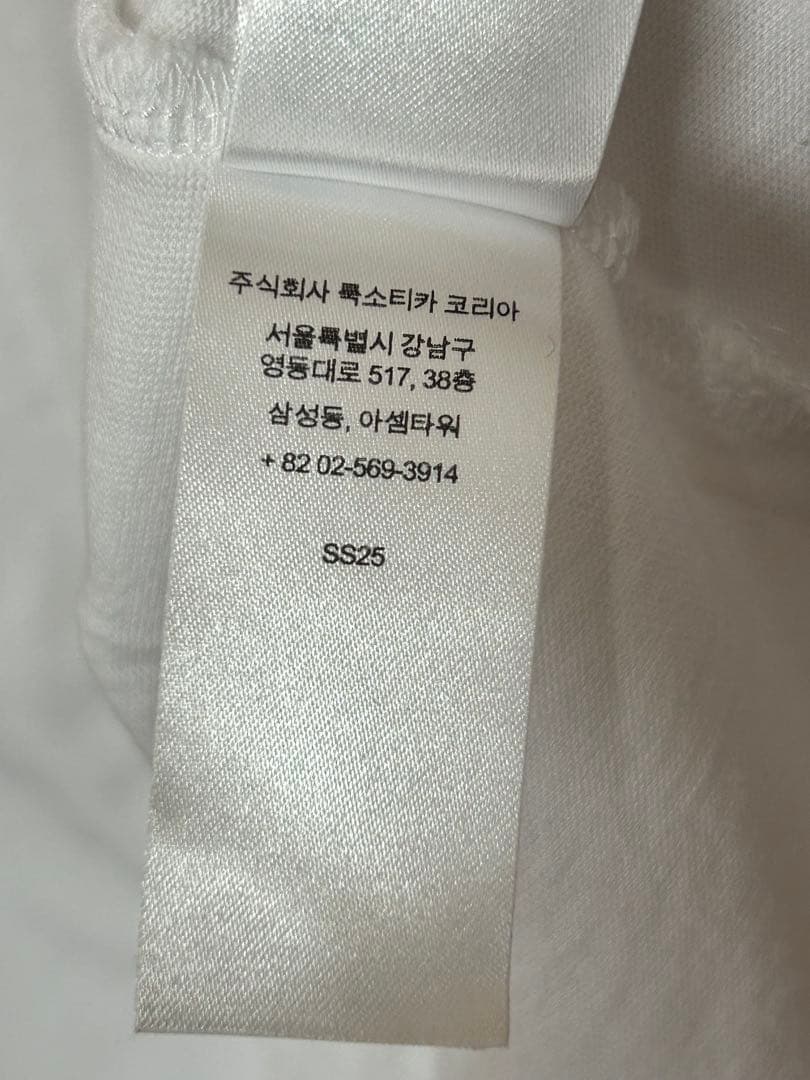 주식회사 룩소티카 코리아
서울특별시 강남구
영동대로 517, 38층
삼성동, 아셈타워
+ 82 02-569-3914
SS25